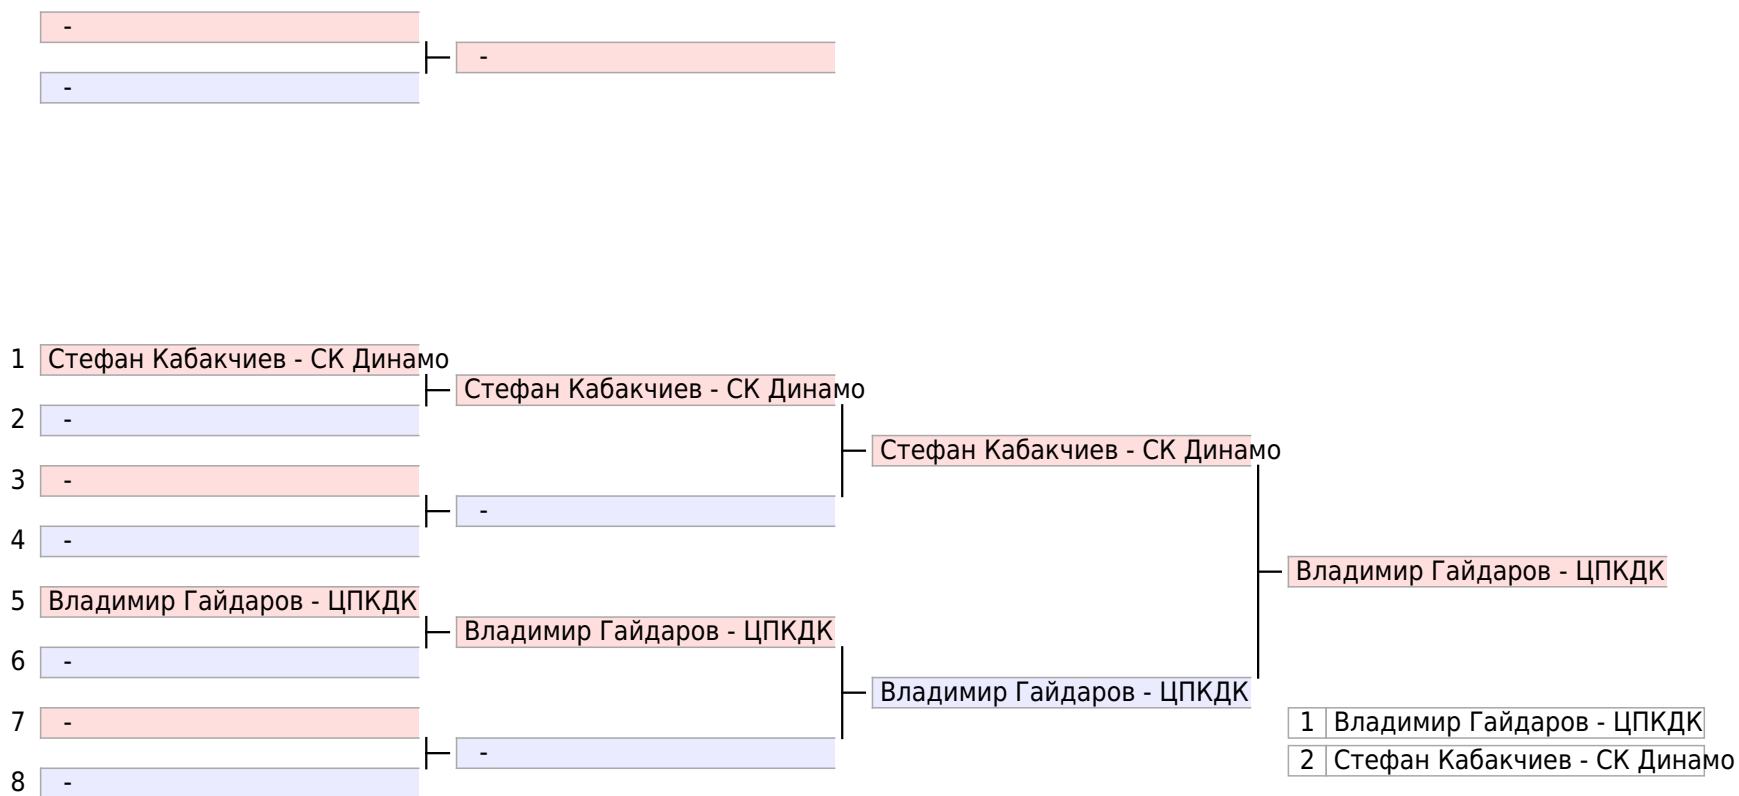 -
-
-
1 Стефан Кабакчиев - СК Динамо
Стефан Кабакчиев - СК Динамо
2 -
Стефан Кабакчиев - СК Динамо
3 -
-
4 -
Владимир Гайдаров - ЦПКДК
5 Владимир Гайдаров - ЦПКДК
Владимир Гайдаров - ЦПКДК
6 -
Владимир Гайдаров - ЦПКДК
7 -
1 Владимир Гайдаров - ЦПКДК
-
2 Стефан Кабакчиев - СК Динамо
8 -